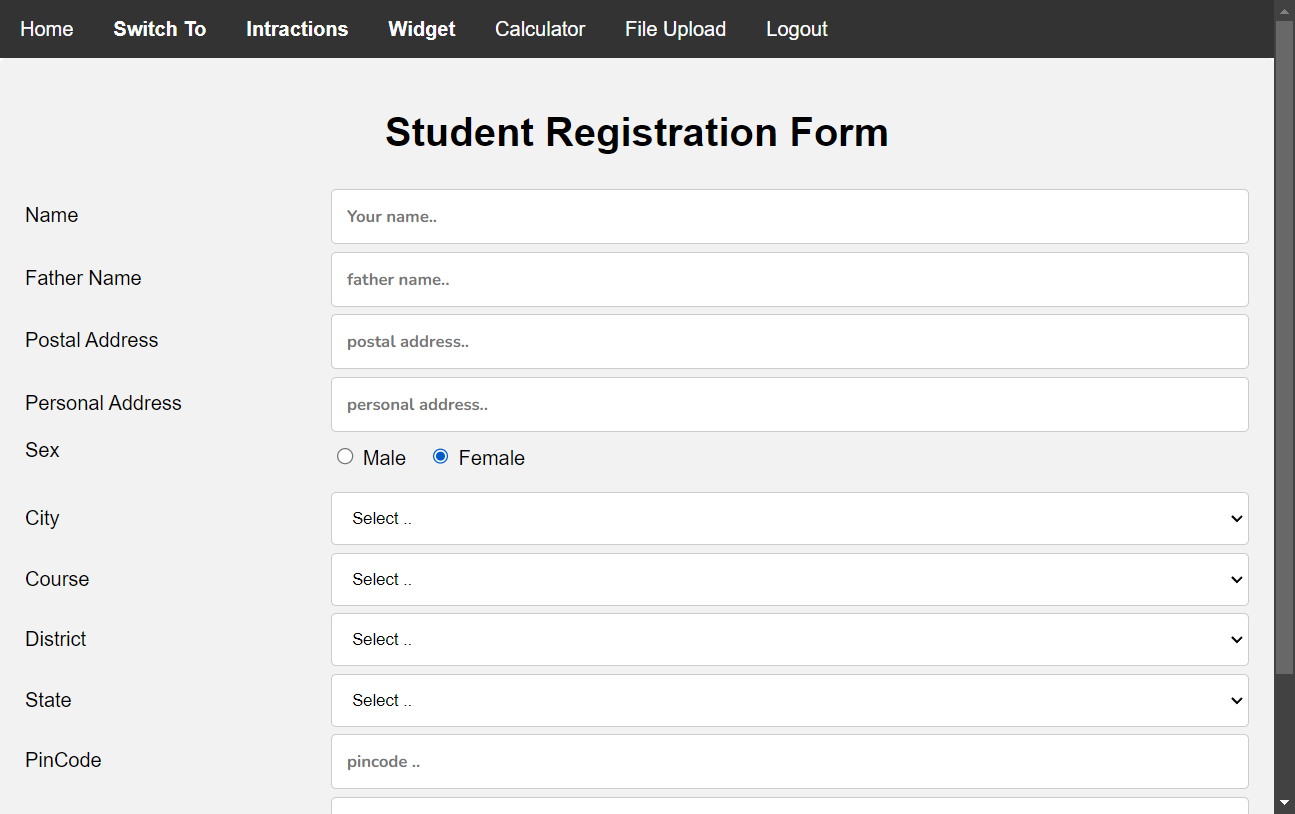 Home Switch To Intractions Widget Calculator File Upload Logout
Student Registration Form
Name Your name..
Father Name father name..
Postal Address postal address..
Personal Address personal address..
Sex Male Female
City Select ..
Course Select ..
District Select ..
State Select ..
PinCode pincode ..